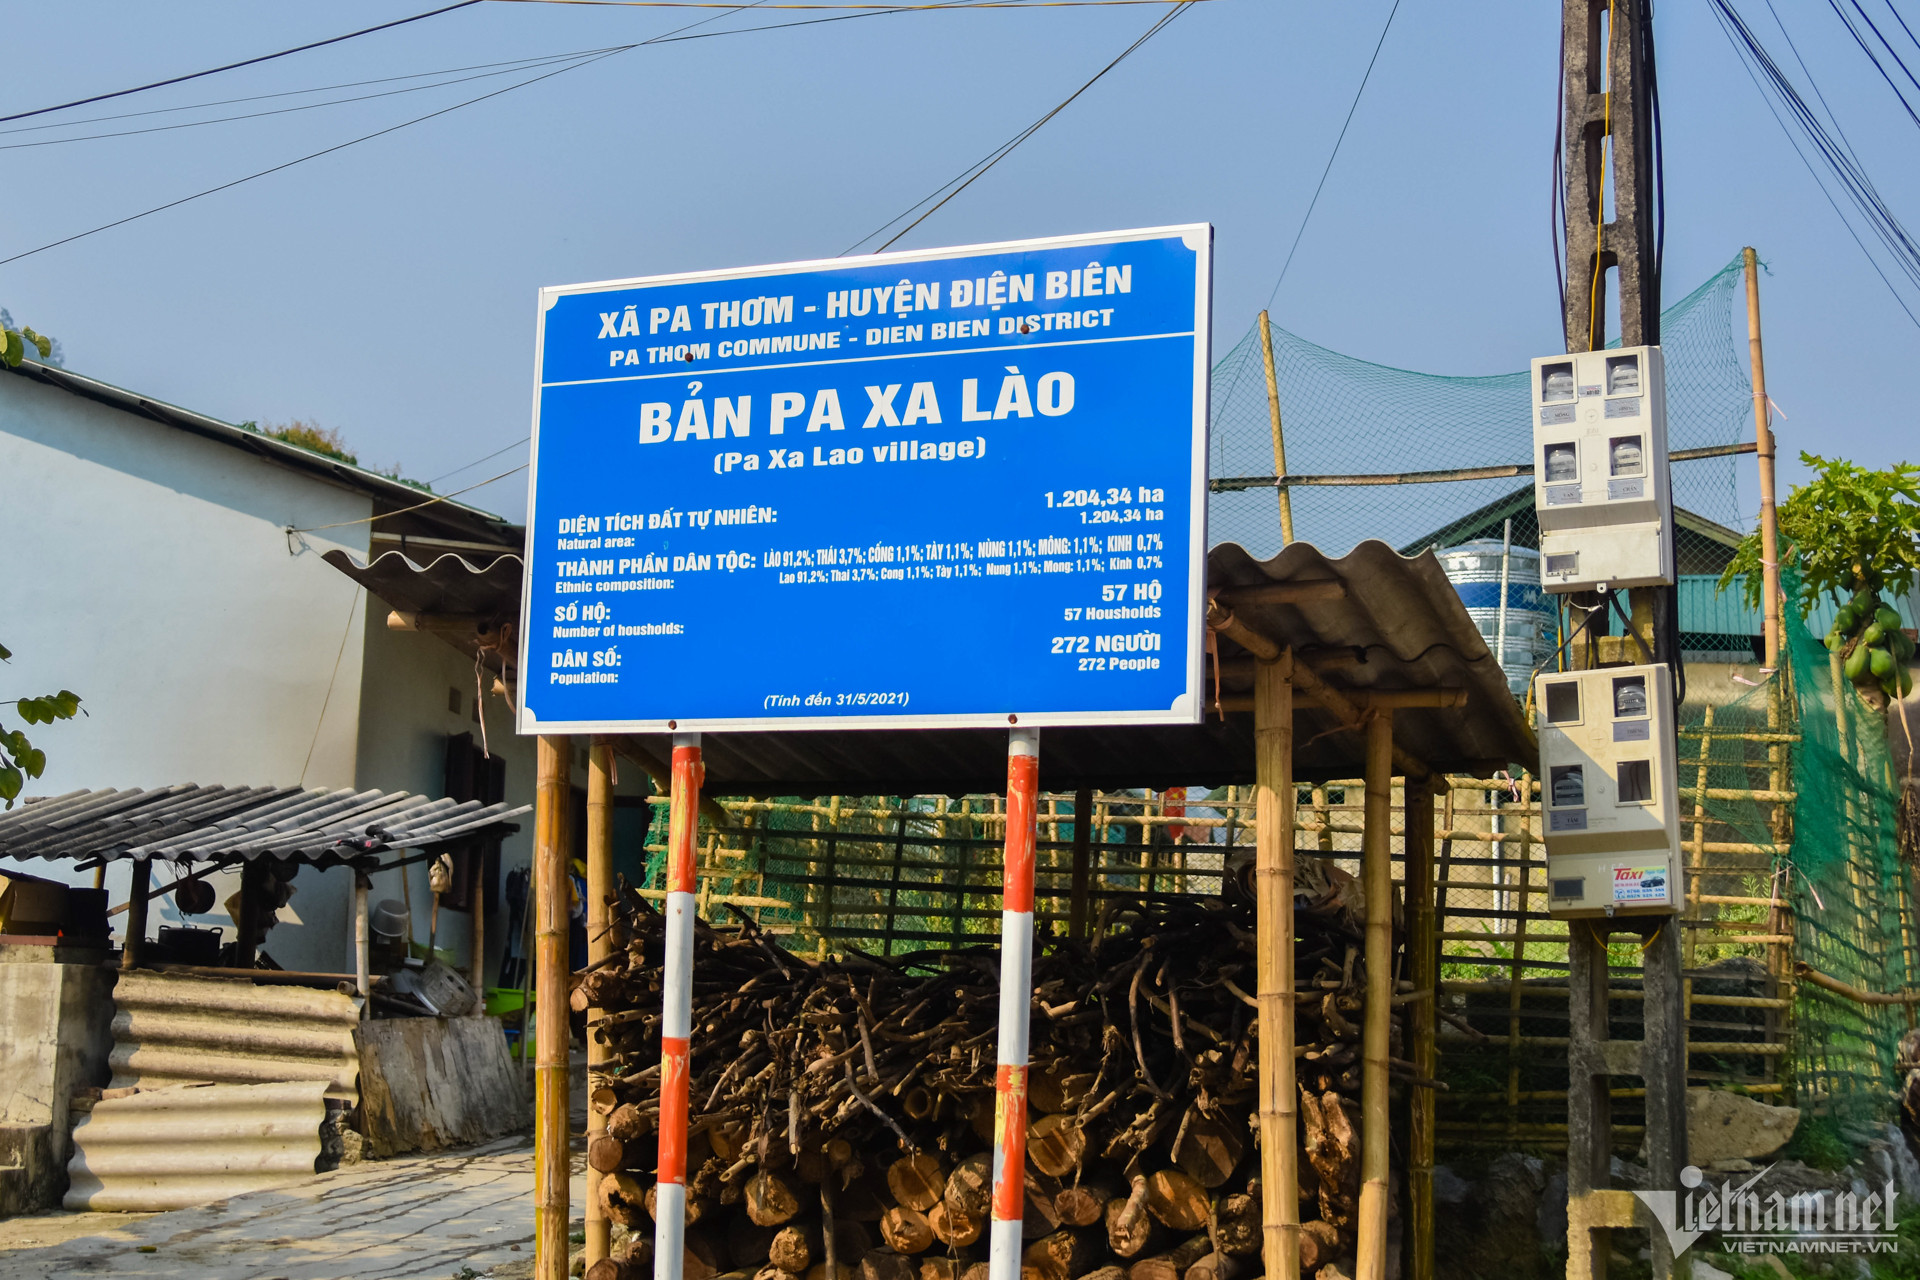 XÃ PA THƠM - HUYỆN ĐIỆN BIÊN
PA THOM COMMUNE - DIEN BIEN DISTRICT
BẢN PA XA LÀO
(Pa Xa Lao village)
DIỆN TÍCH ĐẤT TỰ NHIÊN: 1.204,34 ha
Natural area: 1.204,34 ha
THÀNH PHẦN DÂN TỘC: LÀO 91,2%; THÁI 3,7%; CỐNG 1,1%; TÀY 1,1%; NÙNG 1,1%; MÔNG: 1,1%; KINH 0,7%
Ethnic composition: Lao 91,2%; Thai 3,7%; Cong 1,1%; Tày 1,1%; Nung 1,1%; Mong: 1,1%; Kinh 0,7%
SỐ HỘ: 57 HỘ
Number of housholds: 57 Housholds
DÂN SỐ: 272 NGƯỜI
Population: 272 People
(Tính đến 31/5/2021)
TAXI
Vietnamnet
VIETNAMNET.VN